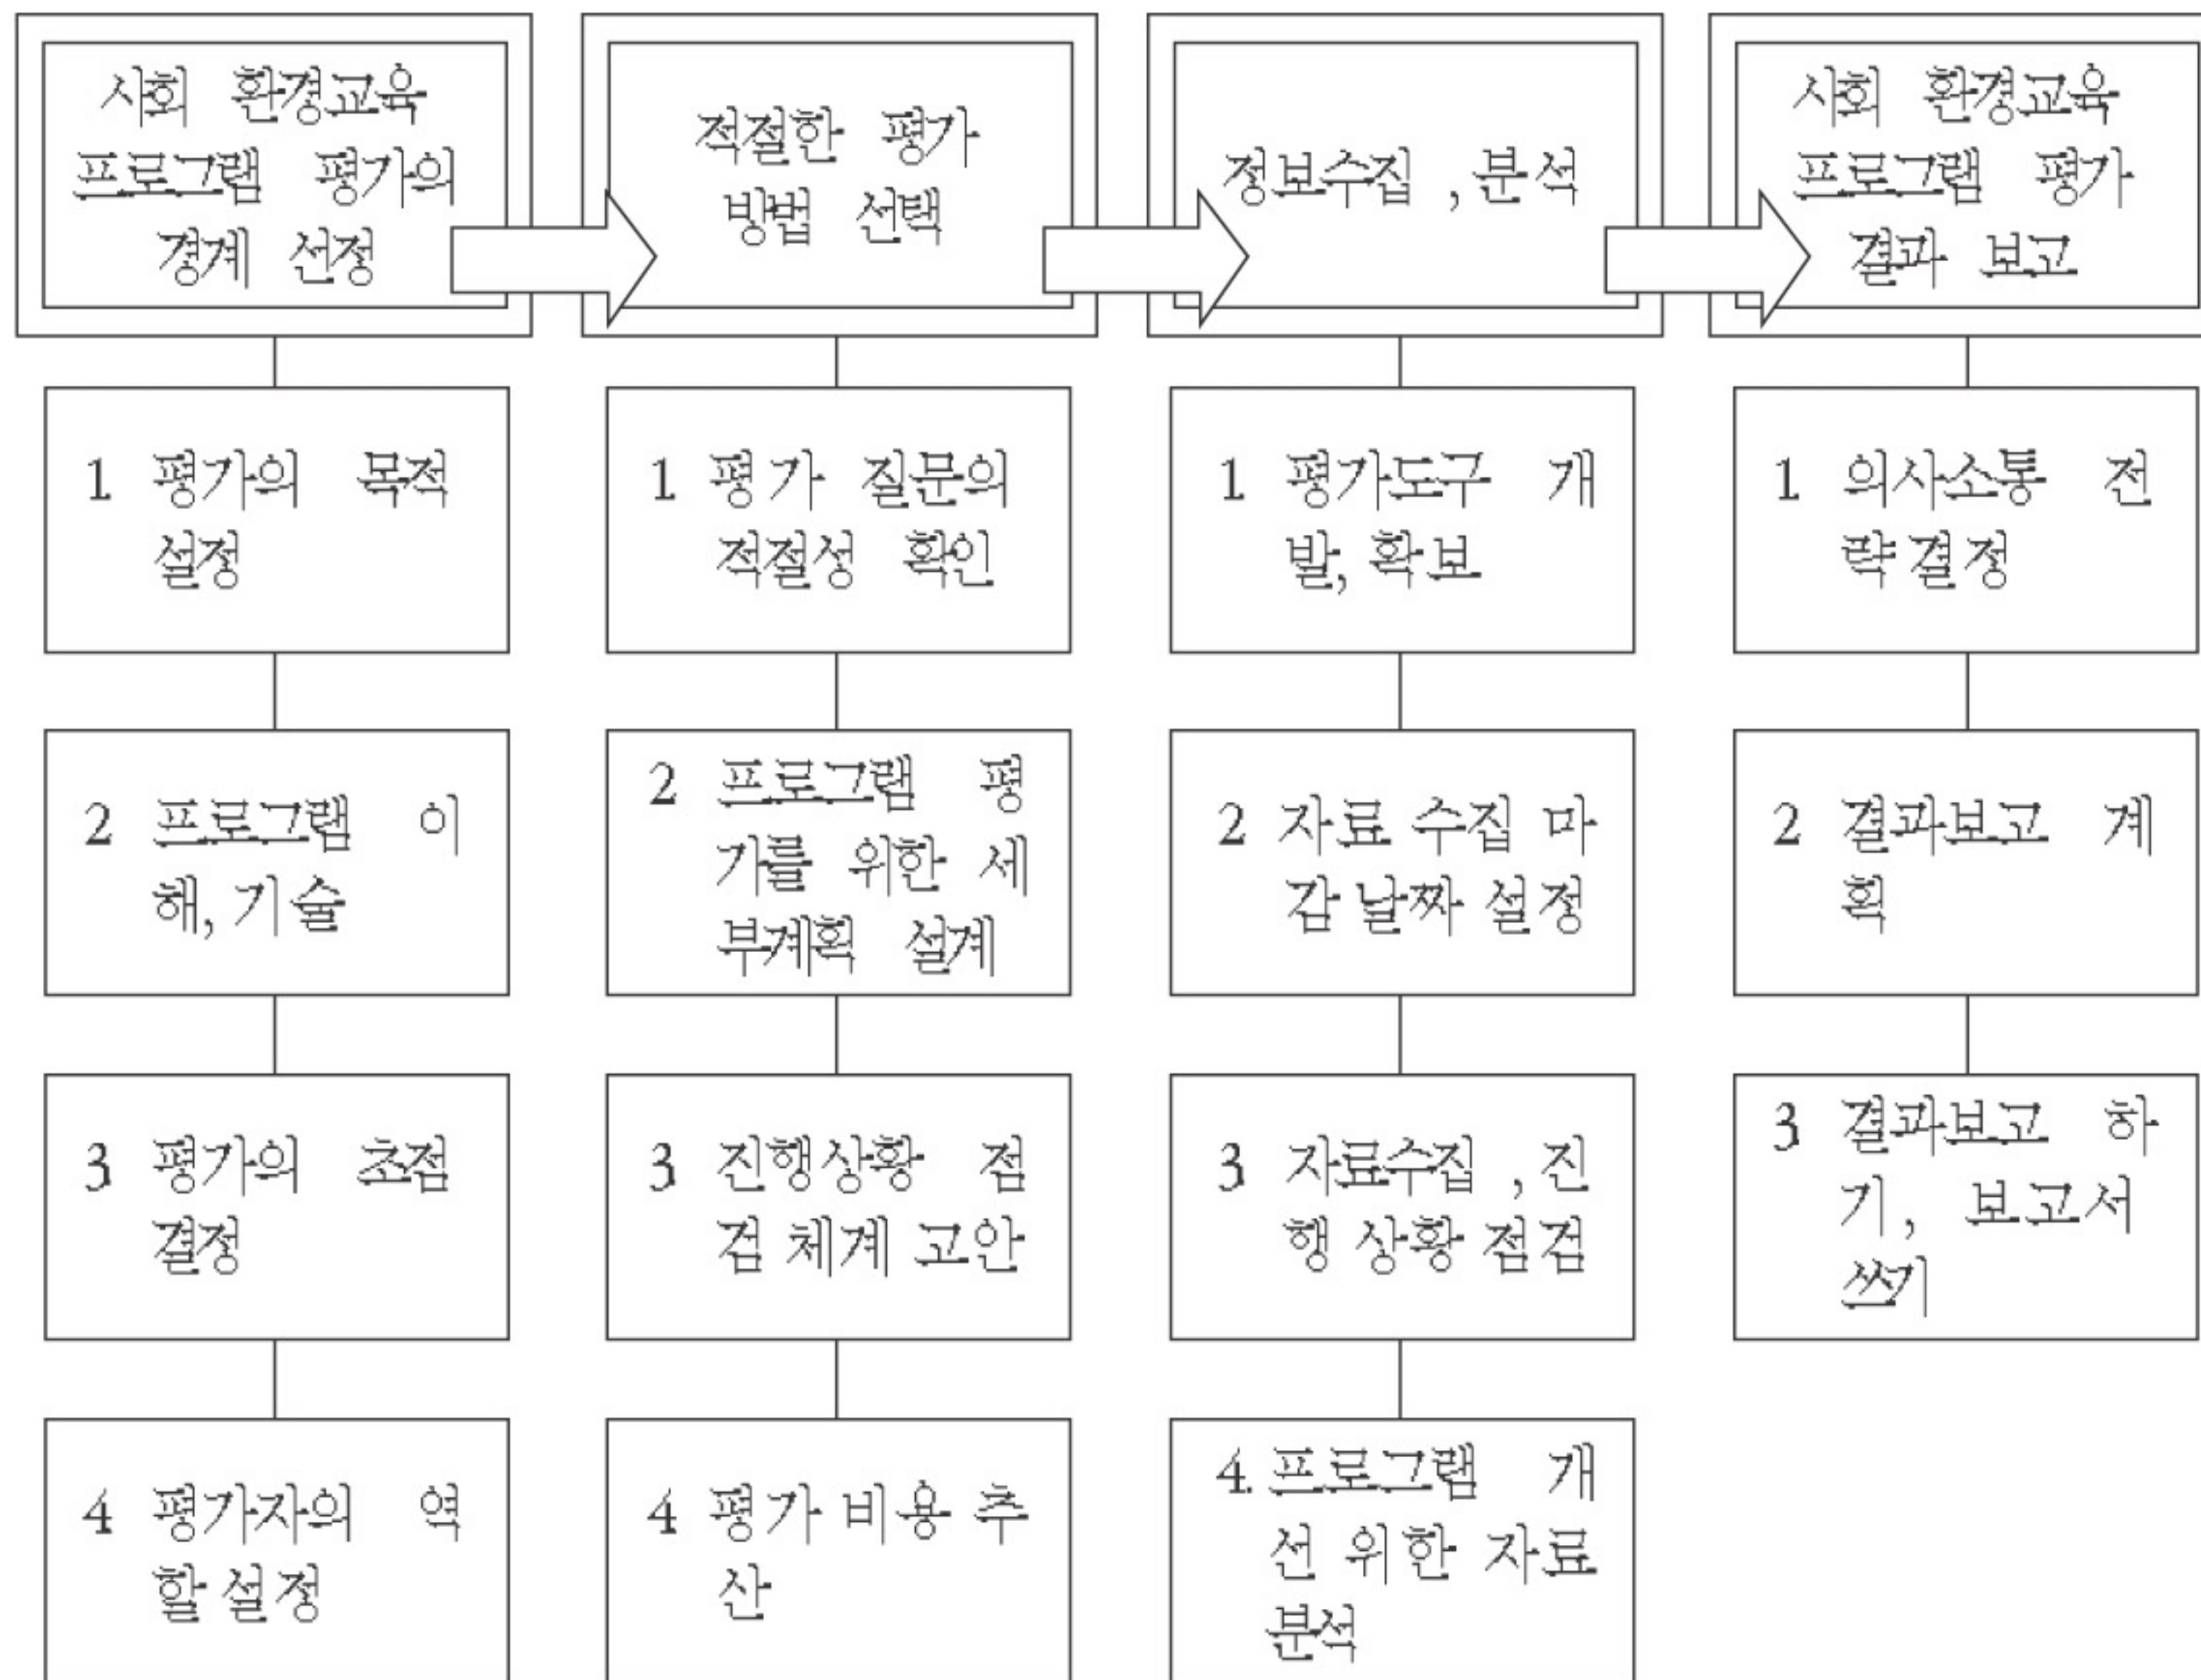 사회 환경교육
프로그램 평가의
경계 선정
적절한 평가
방법 선택
정보수집 , 분석
사회 환경교육
프로그램 평가
결과 보고
1 평가의 목적
설정
2 프로그램 이
해, 기술
3 평가의 초점
결정
4 평가자의 역
할 설정
1 평가 질문의
적절성 확인
2 프로그램 평
가를 위한 세
부계획 설계
3 진행상황 점
검 체계 고안
4 평가 비용 추
산
1 평가도구 개
발, 확보
2 자료 수집 마
감 날짜 설정
3 자료수집 , 진
행 상황 점검
4. 프로그램 개
선 위한 자료
분석
1 의사소통 전
략 결정
2 결과보고 계
획
3 결과보고 하
기, 보고서
쓰기